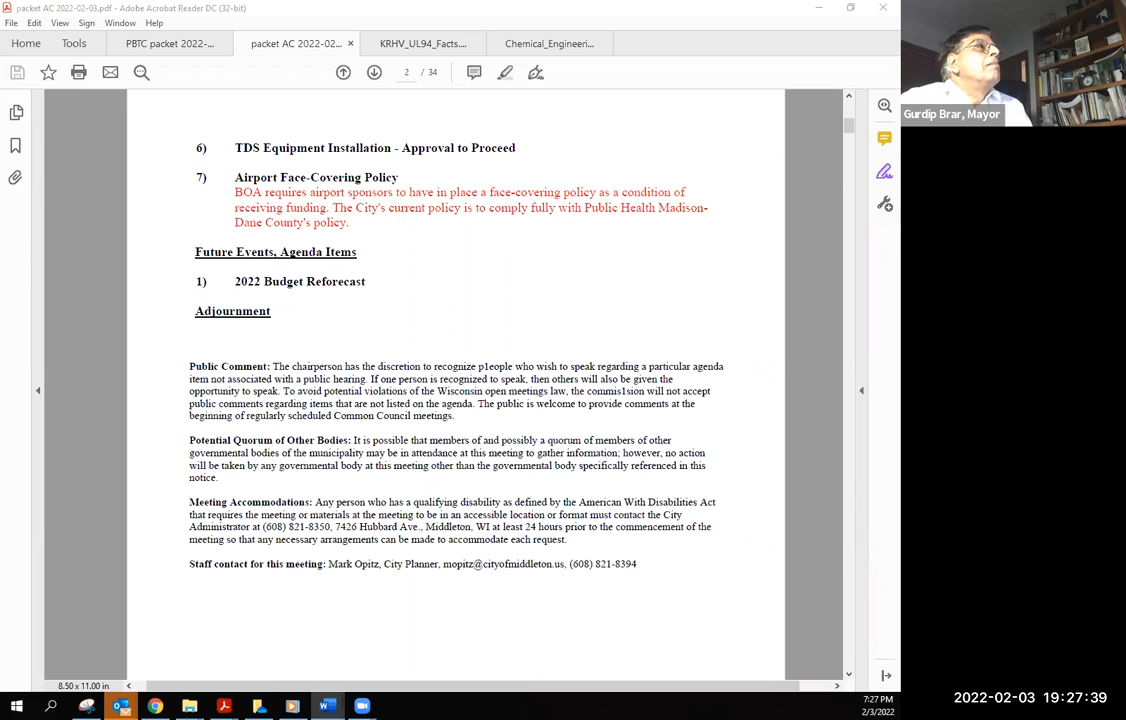 packet AC 2022-02-03.pdf - Adobe Acrobat Reader DC (32-bit)
File Edit View Sign Window Help
Home Tools PBTC packet 2022-... packet AC 2022-02... × KRHV_UL94_Facts.... Chemical_Engineeri...
2 / 34
6) TDS Equipment Installation - Approval to Proceed
7) Airport Face-Covering Policy
BOA requires airport sponsors to have in place a face-covering policy as a condition of
receiving funding. The City's current policy is to comply fully with Public Health Madison-
Dane County's policy.
Future Events, Agenda Items
1) 2022 Budget Reforecast
Adjournment
Public Comment: The chairperson has the discretion to recognize p1eople who wish to speak regarding a particular agenda
item not associated with a public hearing. If one person is recognized to speak, then others will also be given the
opportunity to speak. To avoid potential violations of the Wisconsin open meetings law, the commis1sion will not accept
public comments regarding items that are not listed on the agenda. The public is welcome to provide comments at the
beginning of regularly scheduled Common Council meetings.
Potential Quorum of Other Bodies: It is possible that members of and possibly a quorum of members of other
governmental bodies of the municipality may be in attendance at this meeting to gather information; however, no action
will be taken by any governmental body at this meeting other than the governmental body specifically referenced in this
notice.
Meeting Accommodations: Any person who has a qualifying disability as defined by the American With Disabilities Act
that requires the meeting or materials at the meeting to be in an accessible location or format must contact the City
Administrator at (608) 821-8350, 7426 Hubbard Ave., Middleton, WI at least 24 hours prior to the commencement of the
meeting so that any necessary arrangements can be made to accommodate each request.
Staff contact for this meeting: Mark Opitz, City Planner, mopitz@cityofmiddleton.us, (608) 821-8394
8.50 x 11.00 in
7:27 PM
2/3/2022
Gurdip Brar, Mayor
2022-02-03 19:27:39